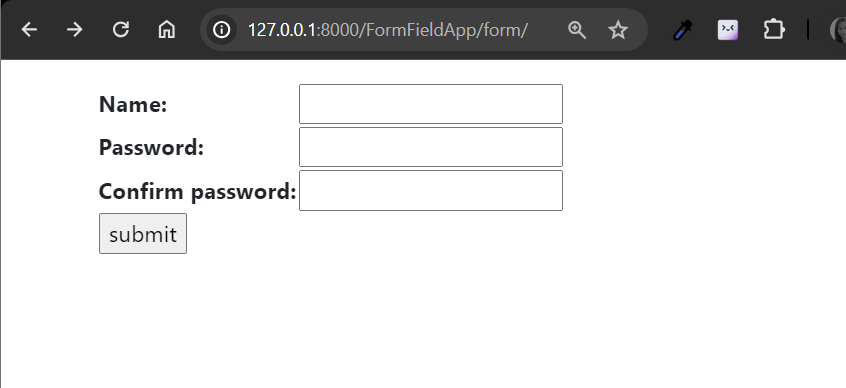 127.0.0.1:8000/FormFieldApp/form/
Name:
Password:
Confirm password:
submit